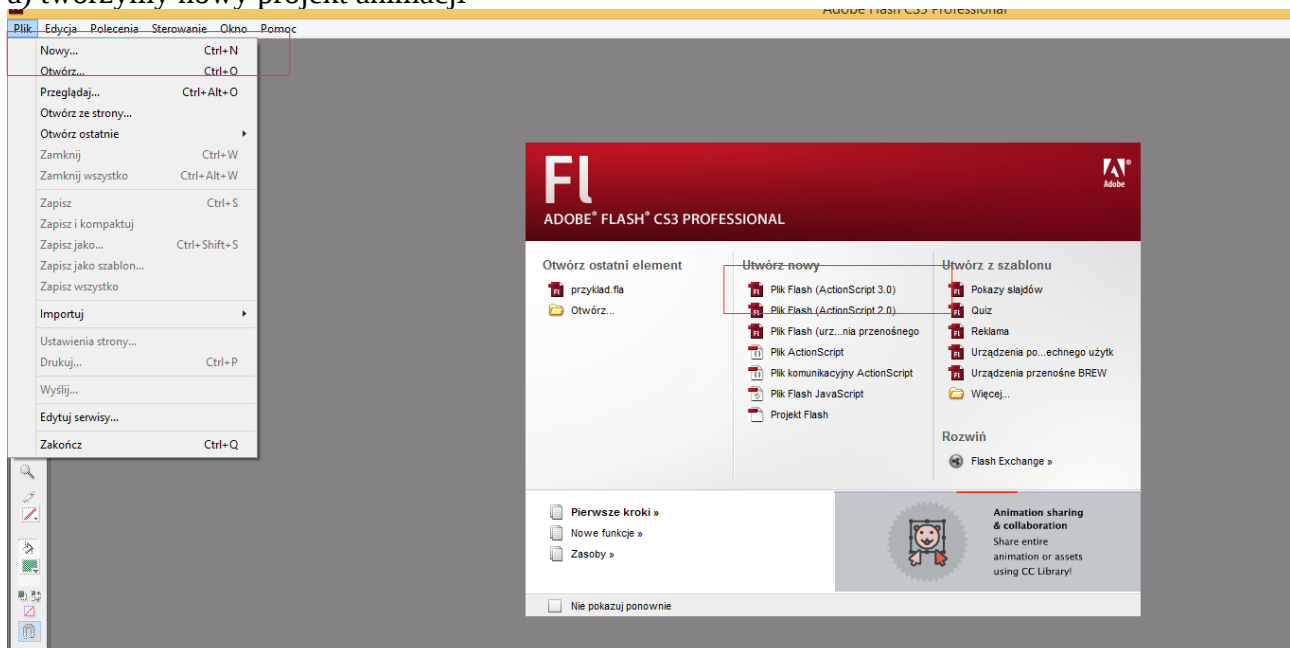 a) tworzymy nowy projekt animacji
Adobe Flash CS3 Professional
Plik Edycja Polecenia Sterowanie Okno Pomoc
Nowy... Ctrl+N
Otwórz... Ctrl+O
Przeglądaj... Ctrl+Alt+O
Otwórz ze strony...
Otwórz ostatnie
Zamknij Ctrl+W
Zamknij wszystko Ctrl+Alt+W
Zapisz Ctrl+S
Zapisz i kompaktuj
Zapisz jako... Ctrl+Shift+S
Zapisz jako szablon...
Zapisz wszystko
Importuj
Ustawienia strony...
Drukuj... Ctrl+P
Wyślij...
Edytuj serwisy...
Zakończ Ctrl+Q
Fl
Adobe
ADOBE® FLASH® CS3 PROFESSIONAL
Otwórz ostatni element
przyklad.fla
Otwórz...
Utwórz nowy
Plik Flash (ActionScript 3.0)
Plik Flash (ActionScript 2.0)
Plik Flash (urz...nia przenośnego
Plik ActionScript
Plik komunikacyjny ActionScript
Plik Flash JavaScript
Projekt Flash
Utwórz z szablonu
Pokazy slajdów
Quiz
Reklama
Urządzenia po...echnego użytk
Urządzenia przenośne BREW
Więcej...
Rozwiń
Flash Exchange »
Pierwsze kroki »
Nowe funkcje »
Zasoby »
Animation sharing
& collaboration
Share entire
animation or assets
using CC Library!
Nie pokazuj ponownie